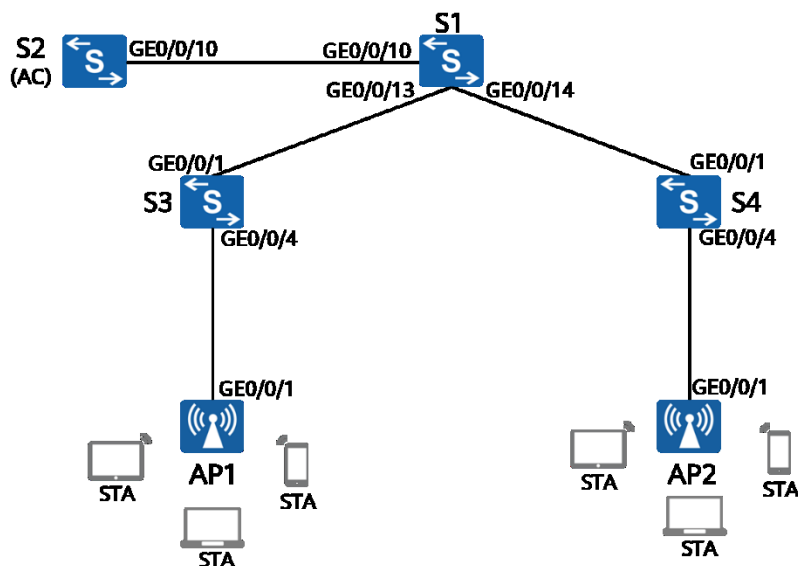 S1
S2
(AC)
GE0/0/10
GE0/0/10
S
S
GE0/0/13
GE0/0/14
GE0/0/1
GE0/0/1
S3
S
S
S4
GE0/0/4
GE0/0/4
GE0/0/1
GE0/0/1
AP1
AP2
STA
STA
STA
STA
STA
STA